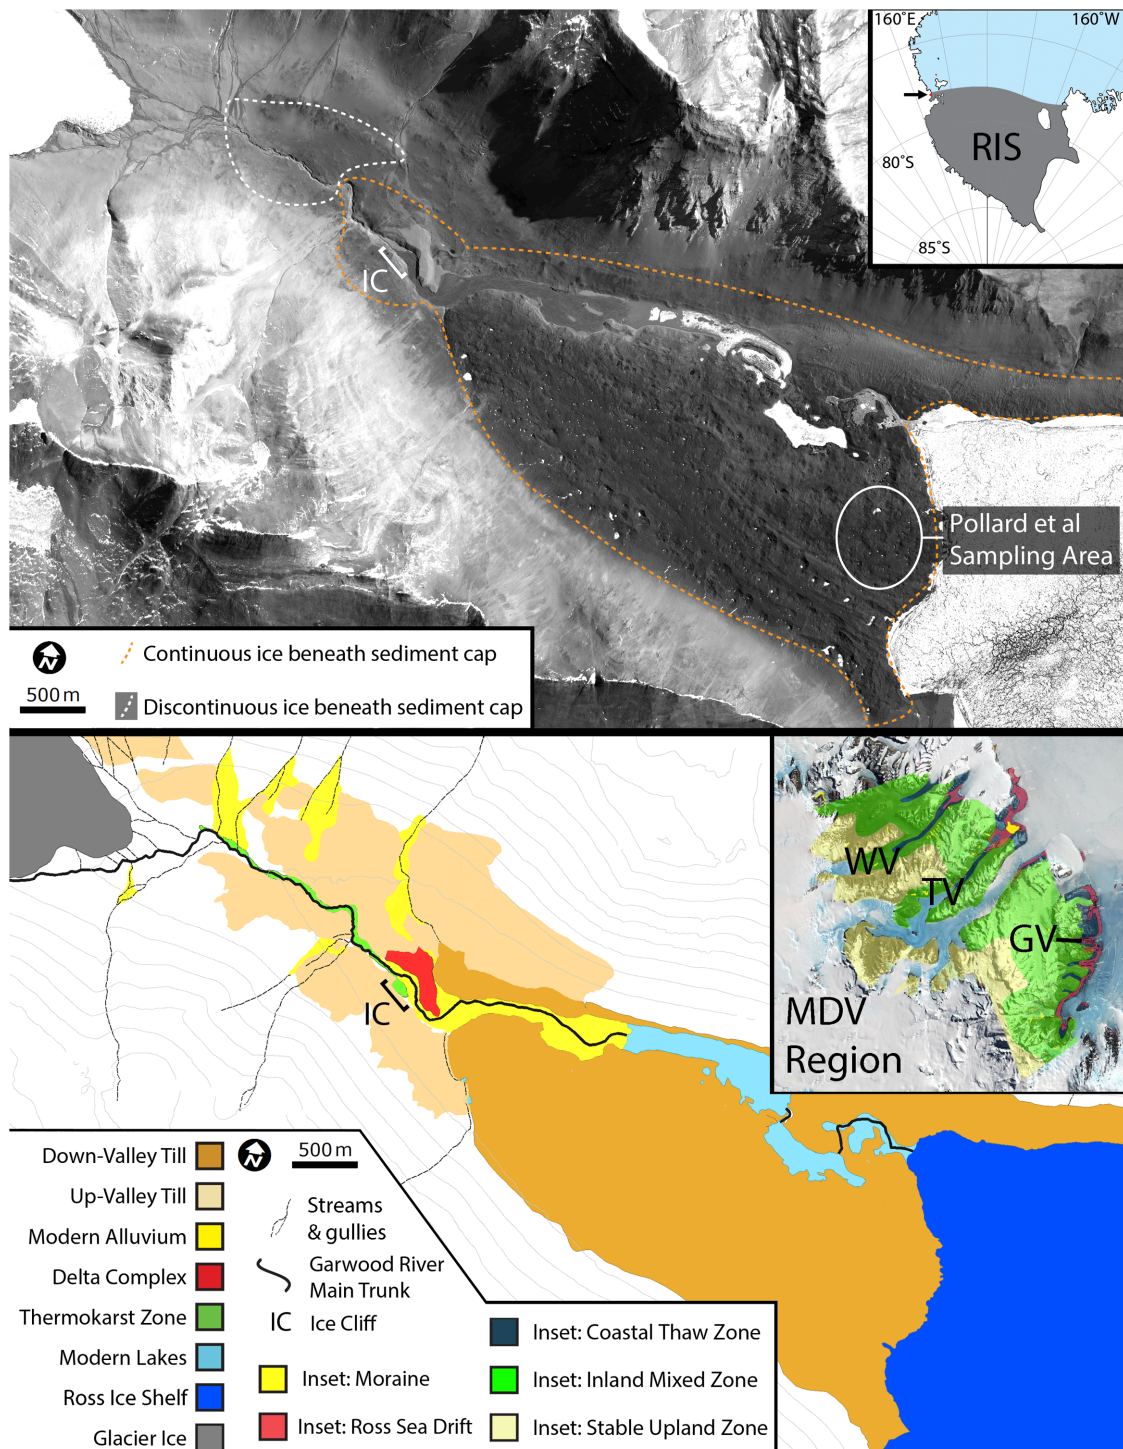 160˚E
160˚W
RIS
80˚S
85˚S
IC
Pollard et al
Sampling Area
N
Continuous ice beneath sediment cap
500 m
Discontinuous ice beneath sediment cap
WV
TV
GV
MDV
Region
IC
Down-Valley Till
N
500 m
Up-Valley Till
Modern Alluvium
Delta Complex
Thermokarst Zone
Modern Lakes
Ross Ice Shelf
Glacier Ice
Streams
& gullies
Garwood River
Main Trunk
IC Ice Cliff
Inset: Moraine
Inset: Ross Sea Drift
Inset: Coastal Thaw Zone
Inset: Inland Mixed Zone
Inset: Stable Upland Zone